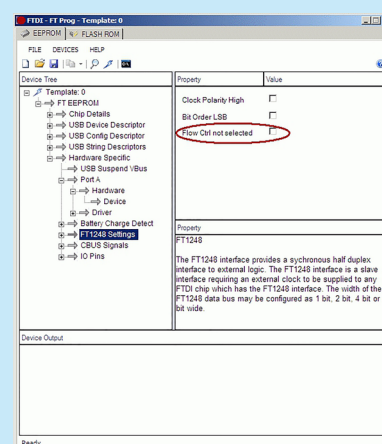 FTDI - FT Prog - Template: 0
EEPROM FLASH ROM
FILE DEVICES HELP
Device Tree
Template: 0
FT EEPROM
Chip Details
USB Device Descriptor
USB Config Descriptor
USB String Descriptors
Hardware Specific
USB Suspend VBus
Port A
Hardware
Device
Driver
Battery Charge Detect
FT1248 Settings
CBUS Signals
IO Pins
Property Value
Clock Polarity High
Bit Order LSB
Flow Ctrl not selected
Property
FT1248
The FT1248 interface provides a sychronous half duplex
interface to external logic. The FT1248 interface is a slave
interface requiring an external clock to be supplied to any
FTDI chip which has the FT1248 interface. The width of the
FT1248 data bus may be configured as 1 bit, 2 bit, 4 bit or
bit wide.
Device Output
Ready